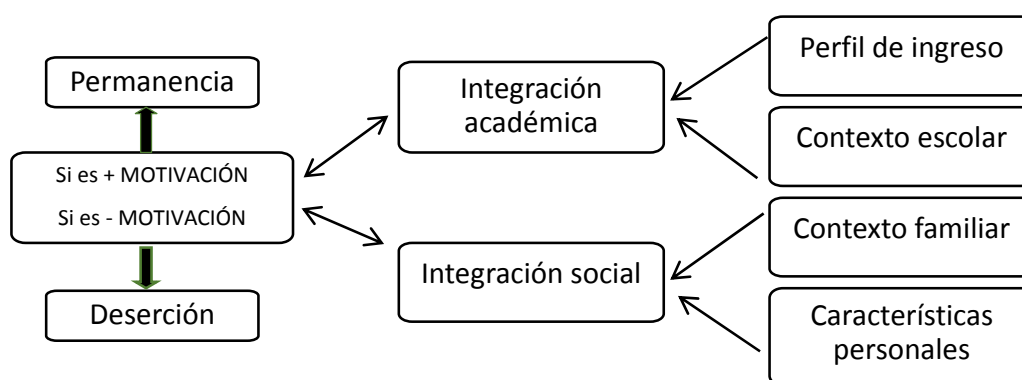 Permanencia
Si es + MOTIVACIÓN
Si es - MOTIVACIÓN
Deserción
Integración
académica
Integración social
Perfil de ingreso
Contexto escolar
Contexto familiar
Características
personales